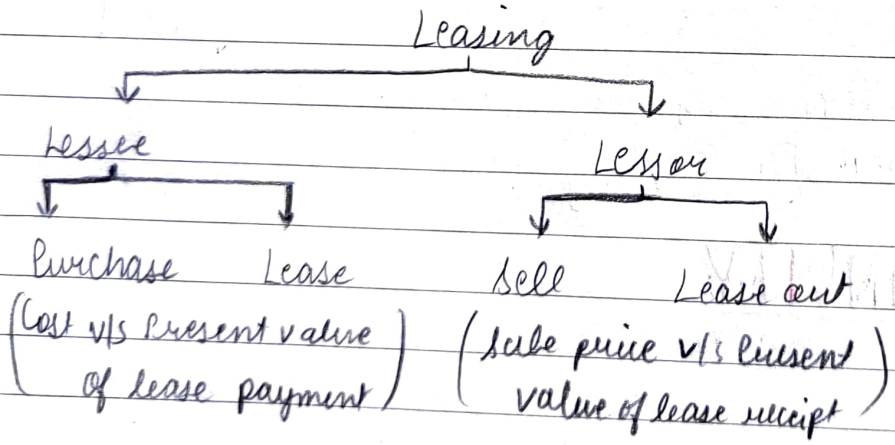 Leasing
Lessee
Lessor
Purchase Lease
Sell Lease out
(Cost v/s Present value
of lease payment)
(Sale price v/s Present
value of lease receipt)